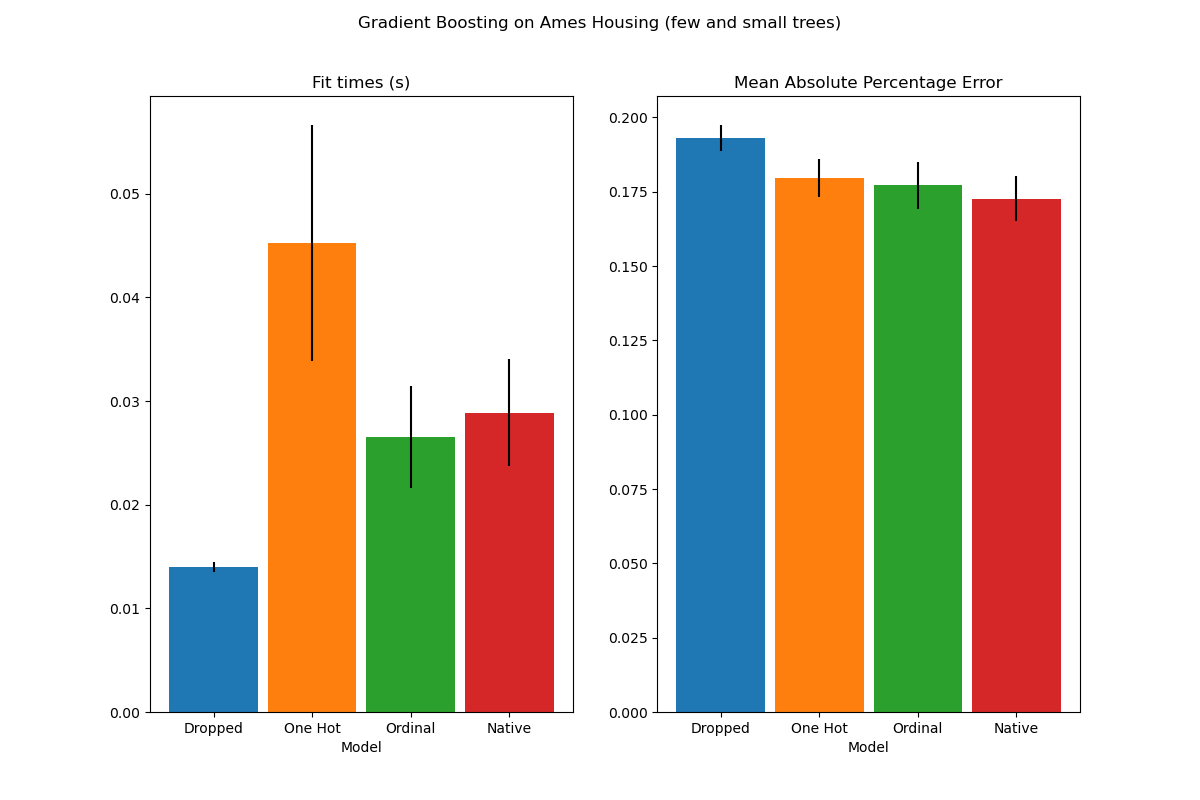 Gradient Boosting on Ames Housing (few and small trees)
Fit times (s)
0.05
0.04
0.03
0.02
0.01
0.00
Dropped One Hot Ordinal Native
Model
Mean Absolute Percentage Error
0.200
0.175
0.150
0.125
0.100
0.075
0.050
0.025
0.000
Dropped One Hot Ordinal Native
Model